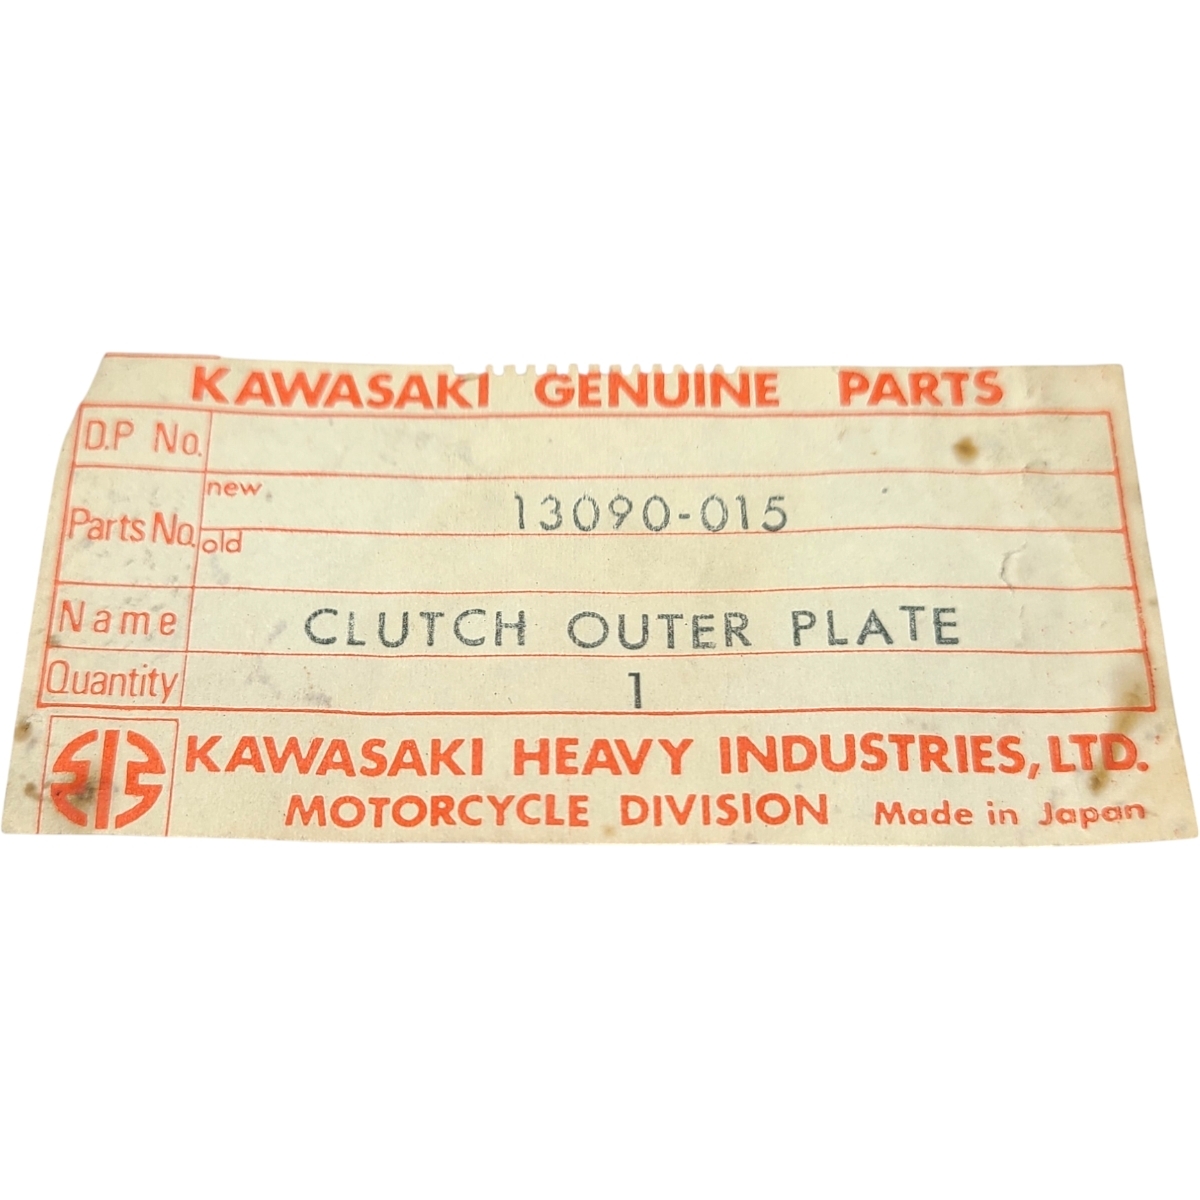 KAWASAKI GENUINE PARTS
D.P No.
Parts No. new 13090-015
old
Name CLUTCH OUTER PLATE
Quantity 1
KAWASAKI HEAVY INDUSTRIES, LTD.
MOTORCYCLE DIVISION Made in Japan